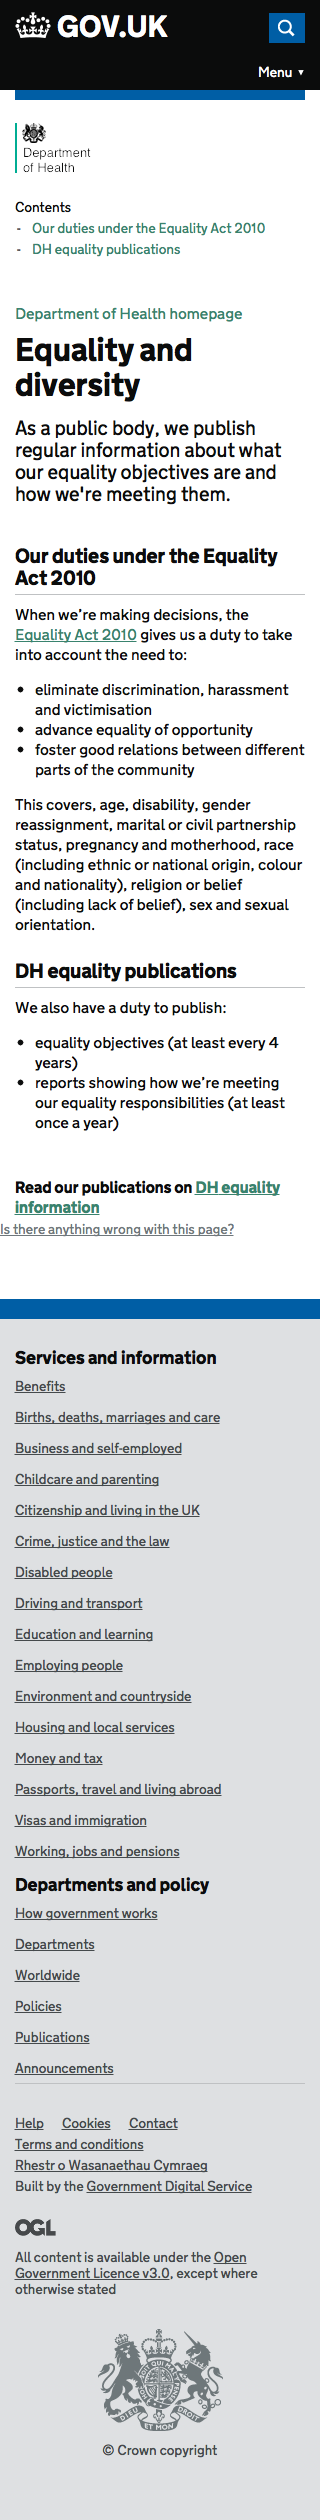 GOV.UK
Menu ▼
Department
of Health
Contents
- Our duties under the Equality Act 2010
- DH equality publications
Department of Health homepage
Equality and
diversity
As a public body, we publish
regular information about what
our equality objectives are and
how we're meeting them.
Our duties under the Equality
Act 2010
When we’re making decisions, the
Equality Act 2010 gives us a duty to take
into account the need to:
• eliminate discrimination, harassment
and victimisation
• advance equality of opportunity
• foster good relations between different
parts of the community
This covers, age, disability, gender
reassignment, marital or civil partnership
status, pregnancy and motherhood, race
(including ethnic or national origin, colour
and nationality), religion or belief
(including lack of belief), sex and sexual
orientation.
DH equality publications
We also have a duty to publish:
• equality objectives (at least every 4
years)
• reports showing how we’re meeting
our equality responsibilities (at least
once a year)
Read our publications on DH equality
information
Is there anything wrong with this page?
Services and information
Benefits
Births, deaths, marriages and care
Business and self-employed
Childcare and parenting
Citizenship and living in the UK
Crime, justice and the law
Disabled people
Driving and transport
Education and learning
Employing people
Environment and countryside
Housing and local services
Money and tax
Passports, travel and living abroad
Visas and immigration
Working, jobs and pensions
Departments and policy
How government works
Departments
Worldwide
Policies
Publications
Announcements
Help Cookies Contact
Terms and conditions
Rhestr o Wasanaethau Cymraeg
Built by the Government Digital Service
OGL
All content is available under the Open
Government Licence v3.0, except where
otherwise stated
DIEU ET MON DROIT
© Crown copyright